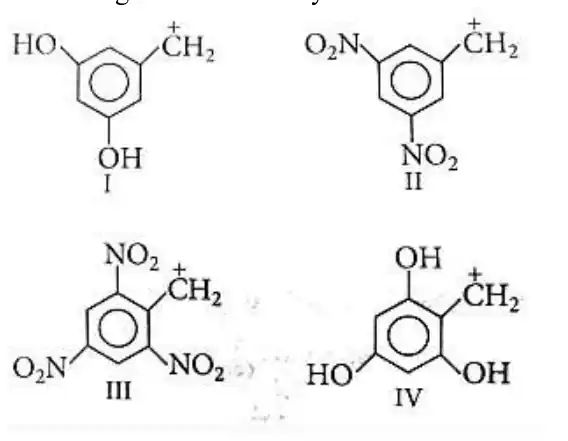 HO
+
CH₂
OH
I
O₂N
+
CH₂
NO₂
II
NO₂
+
CH₂
O₂N
NO₂
III
OH
+
CH₂
HO
OH
IV